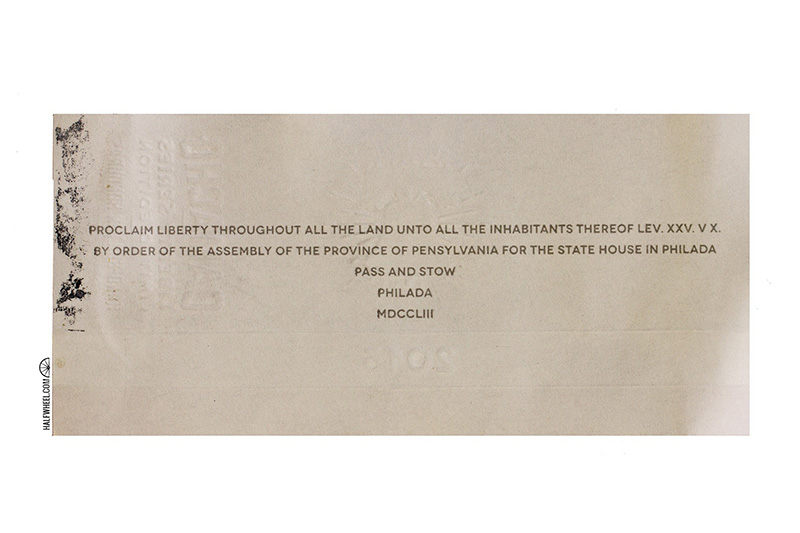 PROCLAIM LIBERTY THROUGHOUT ALL THE LAND UNTO ALL THE INHABITANTS THEREOF LEV. XXV. V X.
BY ORDER OF THE ASSEMBLY OF THE PROVINCE OF PENSYLVANIA FOR THE STATE HOUSE IN PHILADA
PASS AND STOW
PHILADA
MDCCLIII
HALFWHEEL.COM